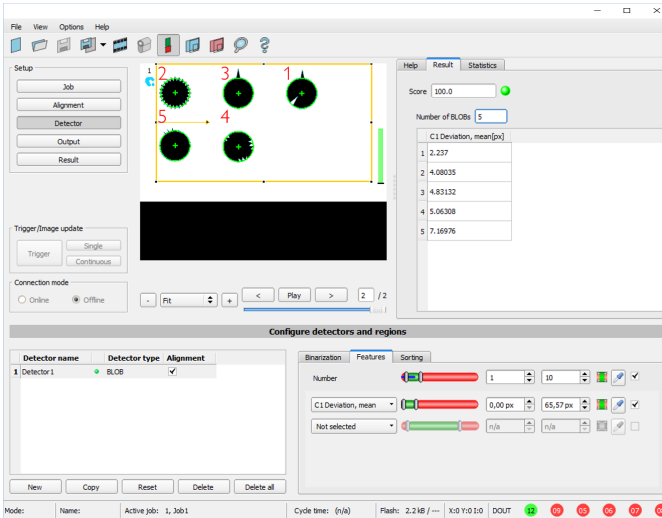 File View Options Help
Setup
Job
Alignment
Detector
Output
Result
Trigger/Image update
Trigger
Single
Continuous
Connection mode
Online Offline
1
2 3 1
5 4
- Fit + < Play > 2 /2
Help Result Statistics
Score 100.0
Number of BLOBs 5
C1 Deviation, mean[px]
1 2.237
2 4.08035
3 4.83132
4 5.06308
5 7.16976
Configure detectors and regions
Detector name Detector type Alignment
1 Detector1 BLOB
New Copy Reset Delete Delete all
Binarization Features Sorting
Number 1 10
C1 Deviation, mean 0,00 px 65,57 px
Not selected n/a n/a
Mode: Name: Active job: 1, Job1 Cycle time: (n/a) Flash: 2.2 kB / --- X:0 Y:0 I:0 DOUT 12 09 05 06 07